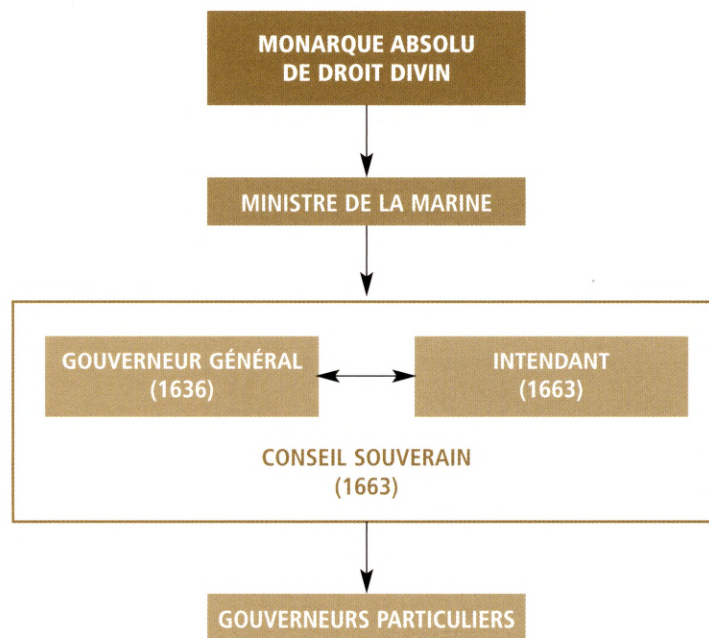 MONARQUE ABSOLU
DE DROIT DIVIN
MINISTRE DE LA MARINE
GOUVERNEUR GÉNÉRAL
(1636)
INTENDANT
(1663)
CONSEIL SOUVERAIN
(1663)
GOUVERNEURS PARTICULIERS